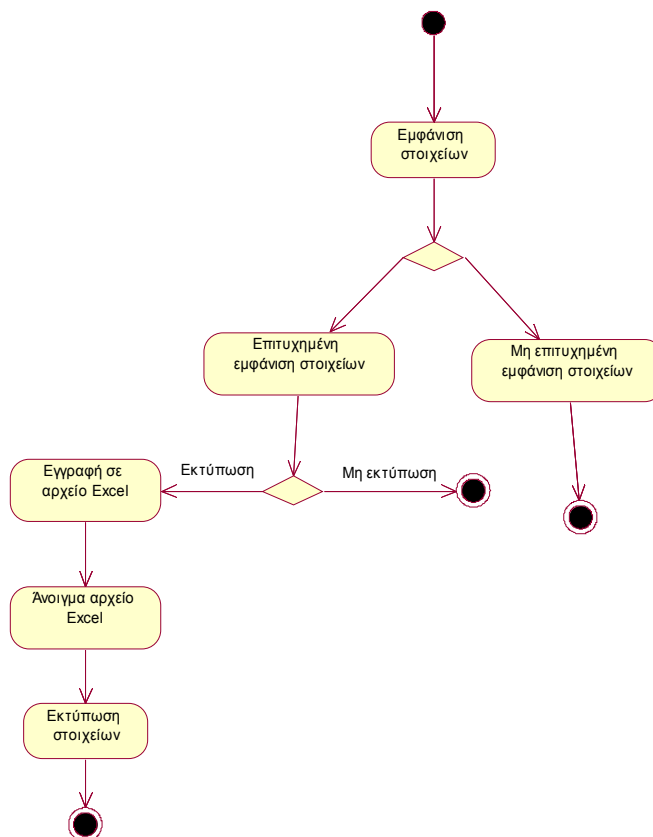 Εμφάνιση
στοιχείων
Επιτυχημένη
εμφάνιση στοιχείων
Μη επιτυχημένη
εμφάνιση στοιχείων
Εκτύπωση
Μη εκτύπωση
Εγγραφή σε
αρχείο Excel
Άνοιγμα αρχείο
Excel
Εκτύπωση
στοιχείων